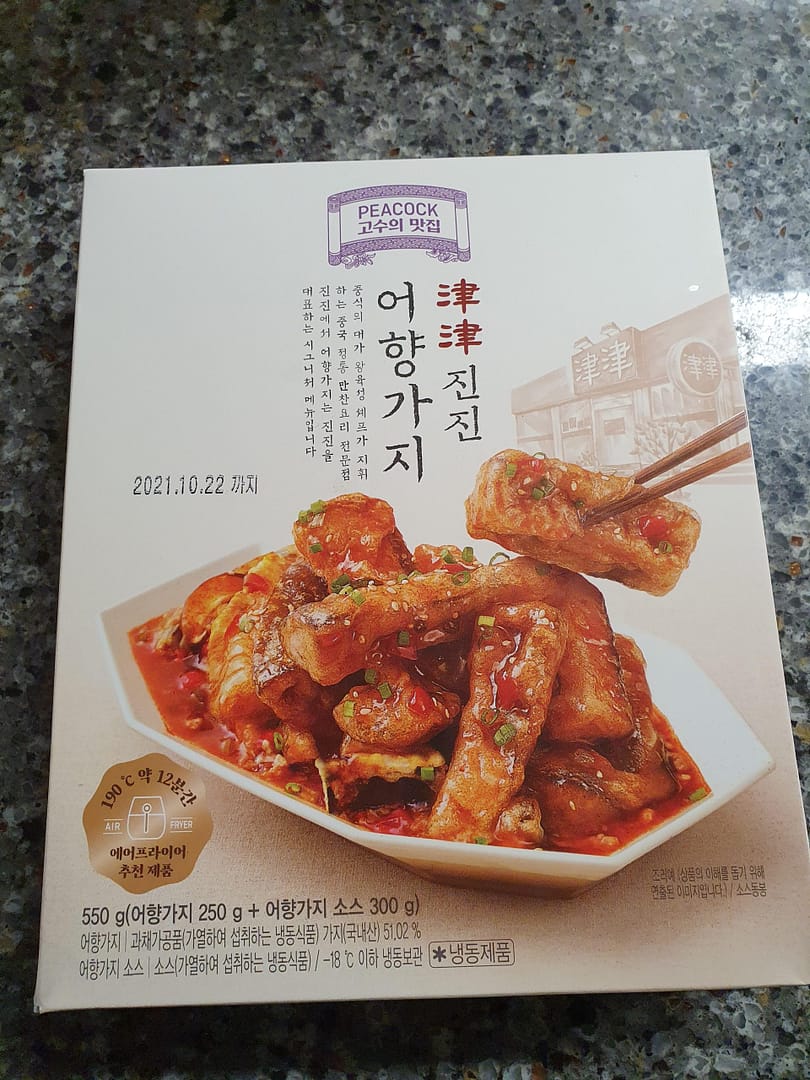 PEACOCK
고수의 맛집
津津 진진
어향가지
중식의 대가 왕육성 셰프가 지휘
하는 중국 정통 만찬요리 전문점
진진에서 어향가지는 진진을
대표하는 시그니처 메뉴입니다
津津
津津
2021.10.22 까지
190℃ 약 12분간
AIR FRYER
에어프라이어
추천 제품
조리예 (상품의 이해를 돕기 위해
연출된 이미지입니다.) / 소스동봉
550 g(어향가지 250 g + 어향가지 소스 300 g)
어향가지 | 과채가공품(가열하여 섭취하는 냉동식품) 가지(국내산) 51.02 %
어향가지 소스 | 소스(가열하여 섭취하는 냉동식품) / -18 ℃ 이하 냉동보관 *냉동제품